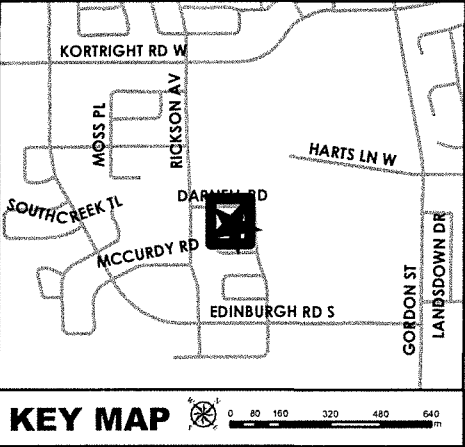 KORTRIGHT RD W
MOSS PL
RICKSON AV
HARTS LN W
DARNELL RD
SOUTHCREEK TL
MCCURDY RD
EDINBURGH RD S
GORDON ST
LANDSDOWN DR
KEY MAP
0 80 160 320 480 640
m